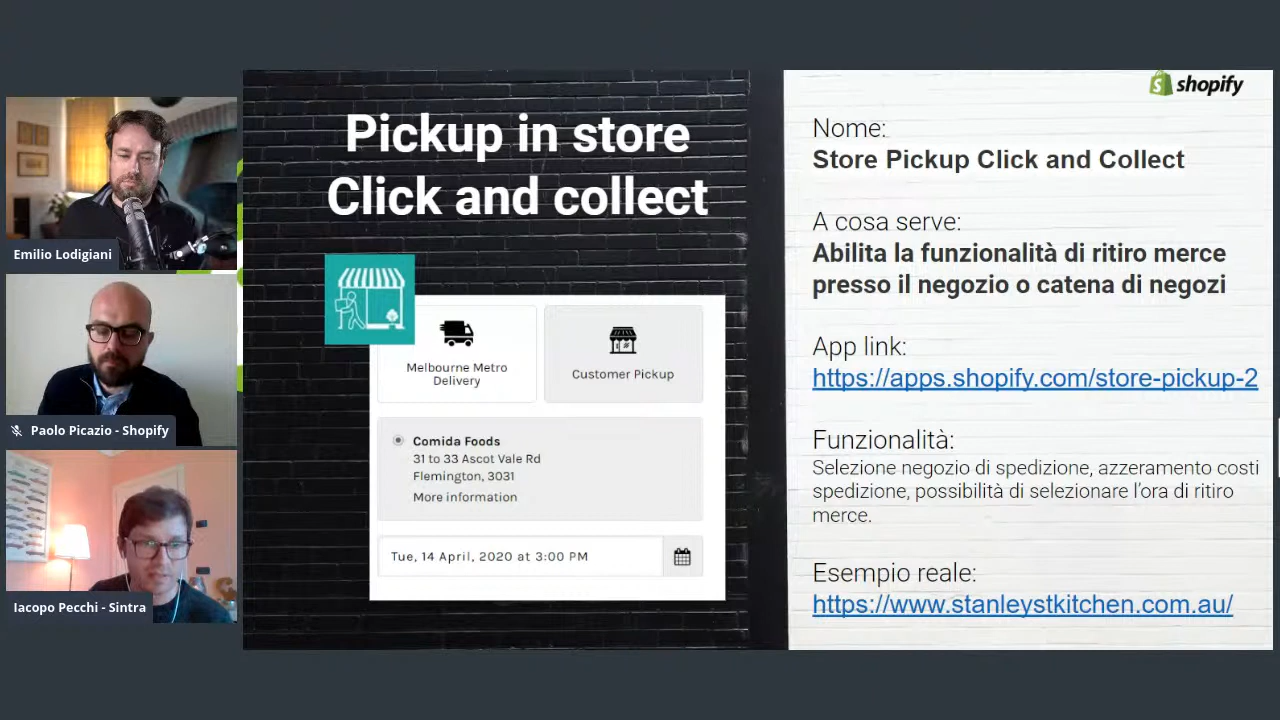 Emilio Lodigiani
Paolo Picazio - Shopify
Iacopo Pecchi - Sintra
Pickup in store
Click and collect
Melbourne Metro
Delivery
Customer Pickup
Comida Foods
31 to 33 Ascot Vale Rd
Flemington, 3031
More information
Tue, 14 April, 2020 at 3:00 PM
shopify
Nome:
Store Pickup Click and Collect
A cosa serve:
Abilita la funzionalità di ritiro merce
presso il negozio o catena di negozi
App link:
https://apps.shopify.com/store-pickup-2
Funzionalità:
Selezione negozio di spedizione, azzeramento costi
spedizione, possibilità di selezionare l’ora di ritiro
merce.
Esempio reale:
https://www.stanleystkitchen.com.au/